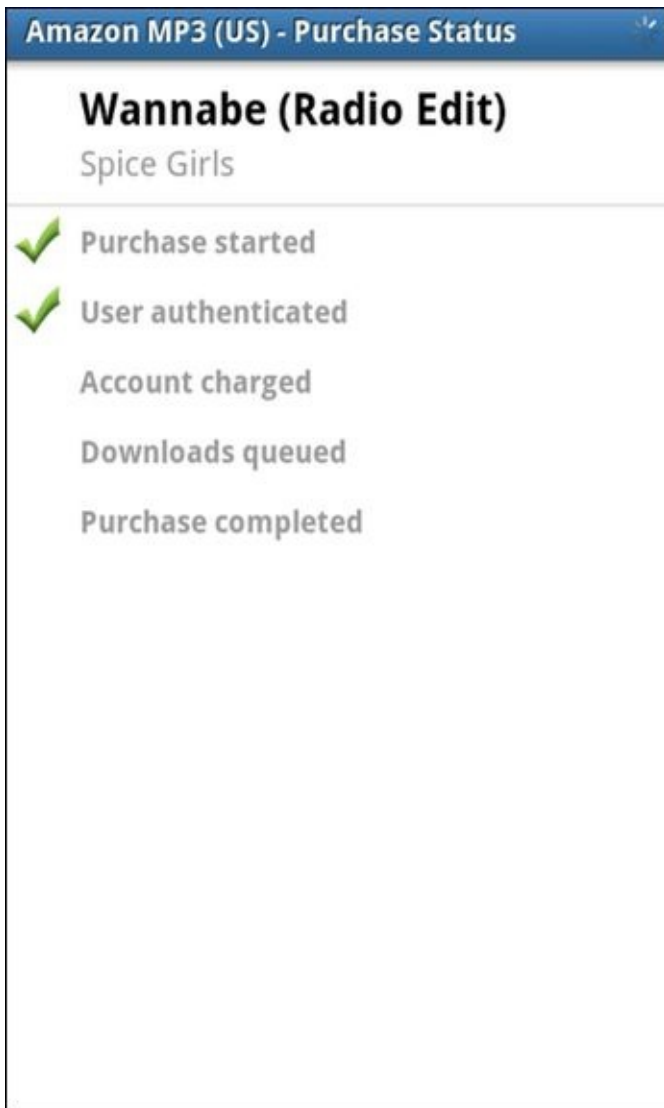 Amazon MP3 (US) - Purchase Status
Wannabe (Radio Edit)
Spice Girls
Purchase started
User authenticated
Account charged
Downloads queued
Purchase completed